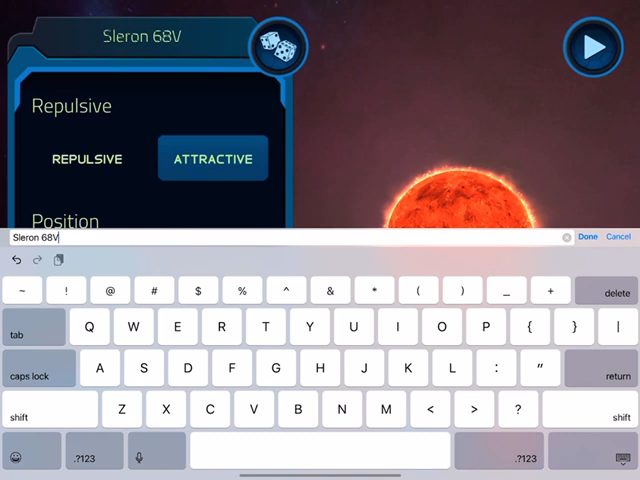 Sleron 68V
Repulsive
REPULSIVE ATTRACTIVE
Position
Sleron 68V Done Cancel
~ ! @ # $ % ^ & * ( ) _ + delete
tab Q W E R T Y U I O P { } |
caps lock A S D F G H J K L : " return
shift Z X C V B N M < > ? shift
.?123 .?123